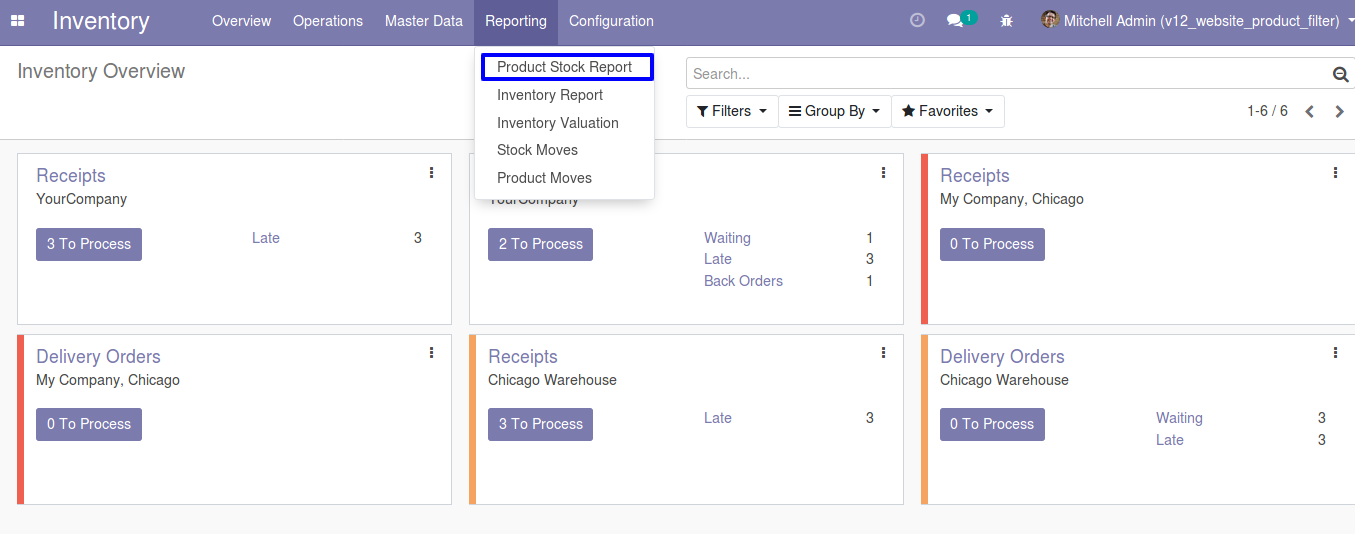 Inventory Overview Operations Master Data Reporting Configuration 1 Mitchell Admin (v12_website_product_filter)
Inventory Overview
Product Stock Report
Inventory Report
Inventory Valuation
Stock Moves
Product Moves
Search...
Filters Group By Favorites 1-6 / 6
Receipts
YourCompany
3 To Process
Late 3
YourCompany
2 To Process
Waiting 1
Late 3
Back Orders 1
Receipts
My Company, Chicago
0 To Process
Delivery Orders
My Company, Chicago
0 To Process
Receipts
Chicago Warehouse
3 To Process
Late 3
Delivery Orders
Chicago Warehouse
0 To Process
Waiting 3
Late 3